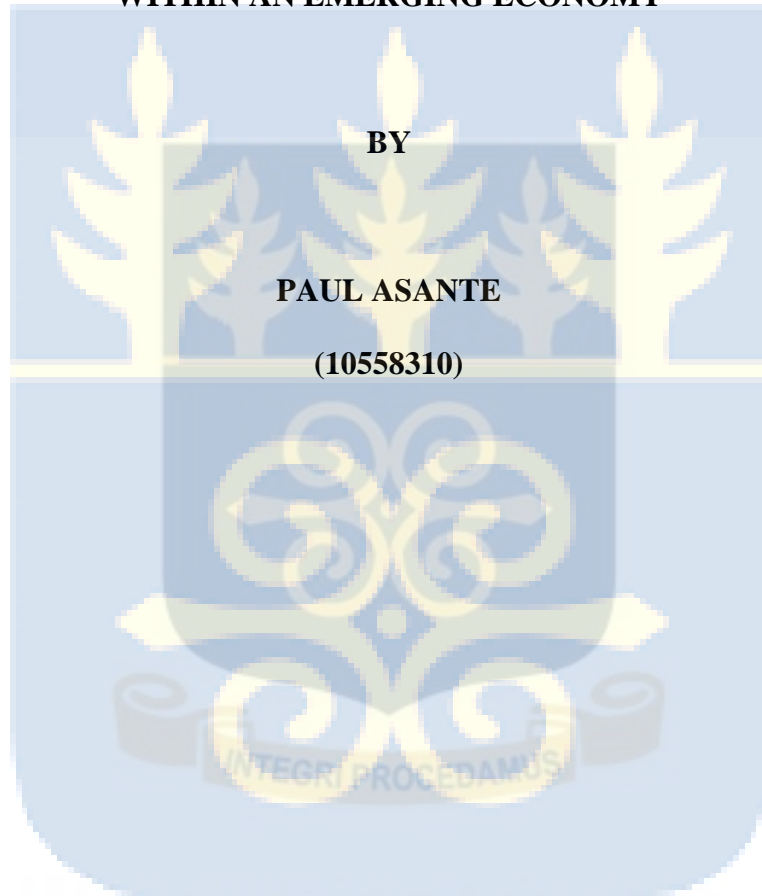 WITHIN AN EMERGING ECONOMY
BY
PAUL ASANTE
(10558310)
INTEGRI PROCEDAMUS